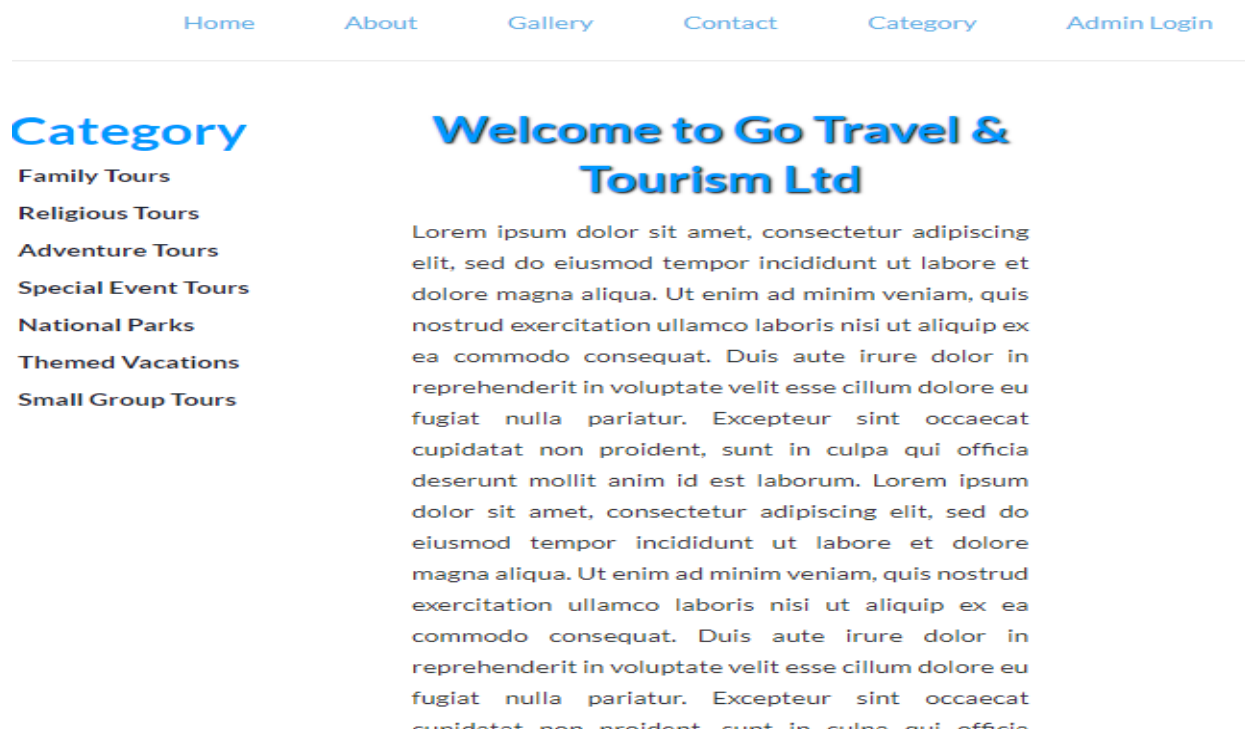 Home About Gallery Contact Category Admin Login
Category
Family Tours
Religious Tours
Adventure Tours
Special Event Tours
National Parks
Themed Vacations
Small Group Tours
Welcome to Go Travel &
Tourism Ltd
Lorem ipsum dolor sit amet, consectetur adipiscing
elit, sed do eiusmod tempor incididunt ut labore et
dolore magna aliqua. Ut enim ad minim veniam, quis
nostrud exercitation ullamco laboris nisi ut aliquip ex
ea commodo consequat. Duis aute irure dolor in
reprehenderit in voluptate velit esse cillum dolore eu
fugiat nulla pariatur. Excepteur sint occaecat
cupidatat non proident, sunt in culpa qui officia
deserunt mollit anim id est laborum. Lorem ipsum
dolor sit amet, consectetur adipiscing elit, sed do
eiusmod tempor incididunt ut labore et dolore
magna aliqua. Ut enim ad minim veniam, quis nostrud
exercitation ullamco laboris nisi ut aliquip ex ea
commodo consequat. Duis aute irure dolor in
reprehenderit in voluptate velit esse cillum dolore eu
fugiat nulla pariatur. Excepteur sint occaecat
cupidatat non proident, sunt in culpa qui officia